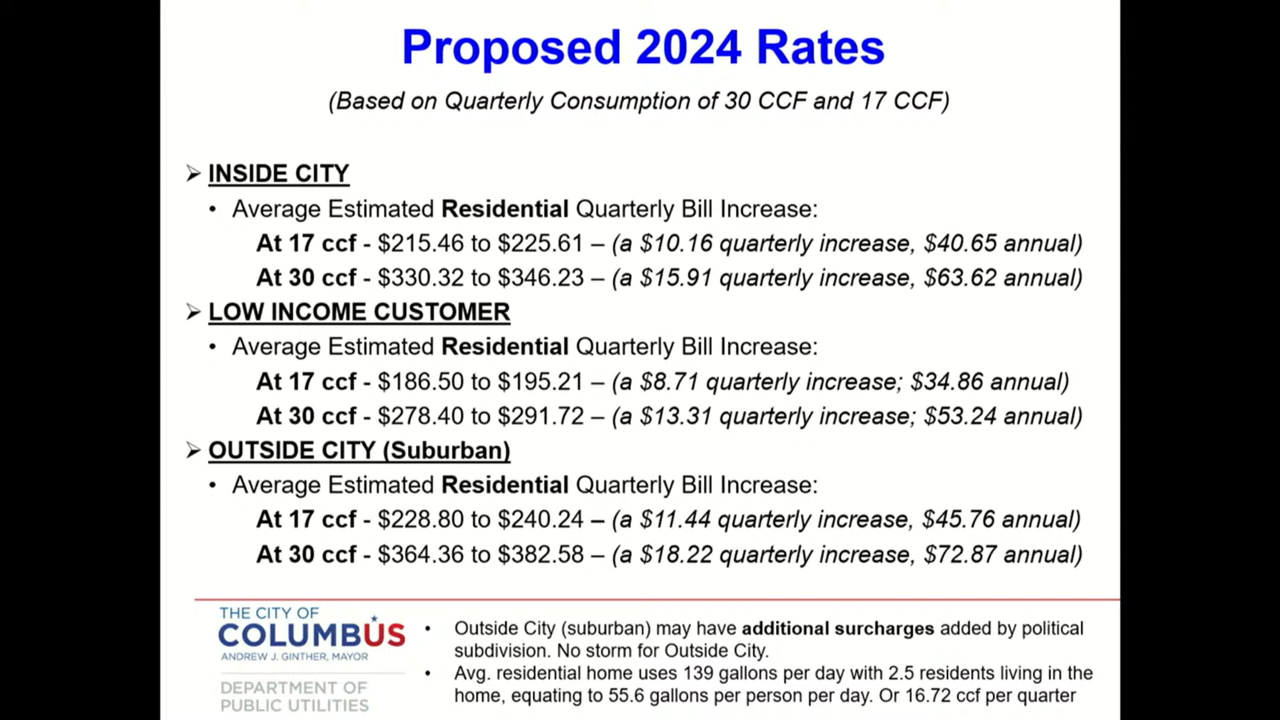 Proposed 2024 Rates
(Based on Quarterly Consumption of 30 CCF and 17 CCF)
➢ INSIDE CITY
• Average Estimated Residential Quarterly Bill Increase:
At 17 ccf - $215.46 to $225.61 – (a $10.16 quarterly increase, $40.65 annual)
At 30 ccf - $330.32 to $346.23 – (a $15.91 quarterly increase, $63.62 annual)
➢ LOW INCOME CUSTOMER
• Average Estimated Residential Quarterly Bill Increase:
At 17 ccf - $186.50 to $195.21 – (a $8.71 quarterly increase; $34.86 annual)
At 30 ccf - $278.40 to $291.72 – (a $13.31 quarterly increase; $53.24 annual)
➢ OUTSIDE CITY (Suburban)
• Average Estimated Residential Quarterly Bill Increase:
At 17 ccf - $228.80 to $240.24 – (a $11.44 quarterly increase, $45.76 annual)
At 30 ccf - $364.36 to $382.58 – (a $18.22 quarterly increase, $72.87 annual)
THE CITY OF
COLUMBUS
ANDREW J. GINTHER, MAYOR
DEPARTMENT OF
PUBLIC UTILITIES
• Outside City (suburban) may have additional surcharges added by political
subdivision. No storm for Outside City.
• Avg. residential home uses 139 gallons per day with 2.5 residents living in the
home, equating to 55.6 gallons per person per day. Or 16.72 ccf per quarter